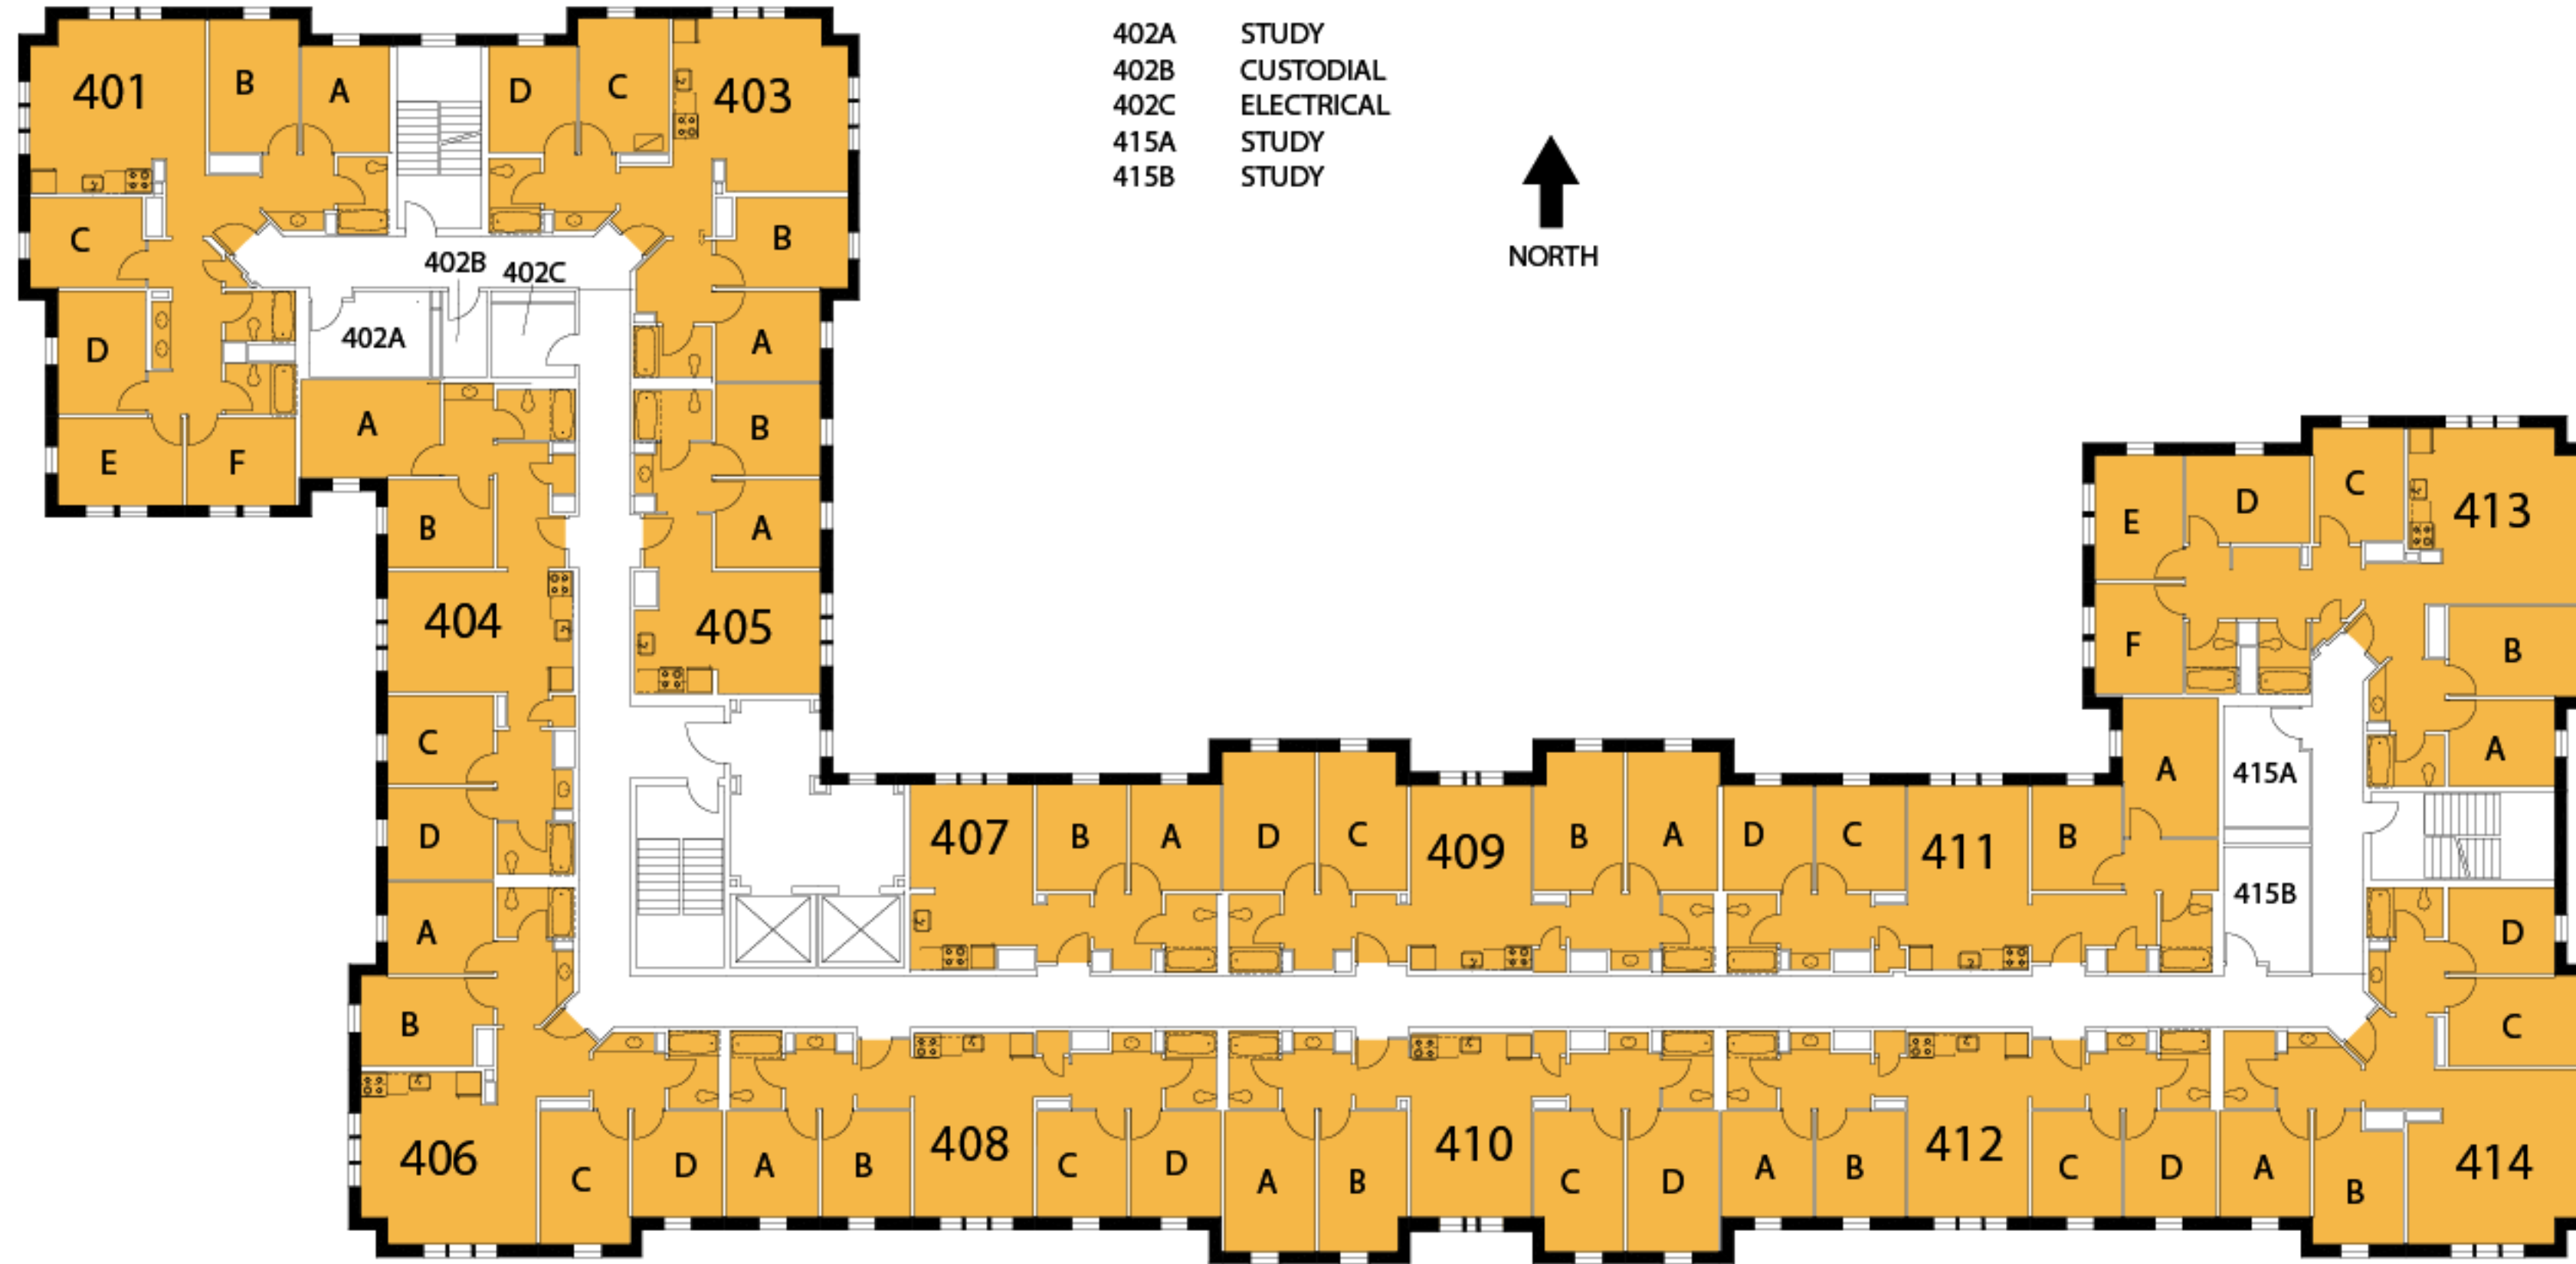 402A STUDY
402B CUSTODIAL
402C ELECTRICAL
415A STUDY
415B STUDY
NORTH
401 B A D C 403
C B
402B 402C
D 402A A
E F A B
C
413
E D
B A
404 405
F B
C A
A
415A
D 407 B A D C 409 B A D C 411 B
415B
A D
B C
406 C D A B 408 C D A B 410 C D A B 412 C D A B 414